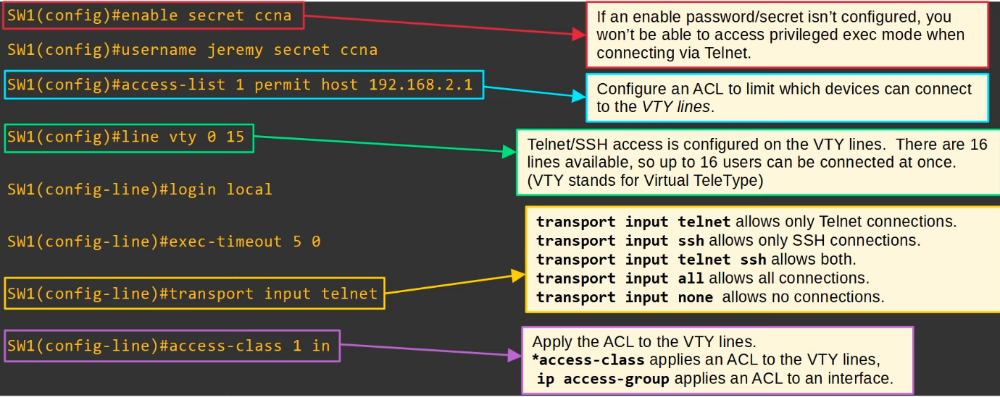 SW1(config)#enable secret ccna
If an enable password/secret isn’t configured, you
won’t be able to access privileged exec mode when
connecting via Telnet.
SW1(config)#username jeremy secret ccna
SW1(config)#access-list 1 permit host 192.168.2.1
Configure an ACL to limit which devices can connect
to the VTY lines.
SW1(config)#line vty 0 15
Telnet/SSH access is configured on the VTY lines.  There are 16
lines available, so up to 16 users can be connected at once.
(VTY stands for Virtual TeleType)
SW1(config-line)#login local
SW1(config-line)#exec-timeout 5 0
SW1(config-line)#transport input telnet
transport input telnet allows only Telnet connections.
transport input ssh allows only SSH connections.
transport input telnet ssh allows both.
transport input all allows all connections.
transport input none allows no connections.
SW1(config-line)#access-class 1 in
Apply the ACL to the VTY lines.
*access-class applies an ACL to the VTY lines,
ip access-group applies an ACL to an interface.